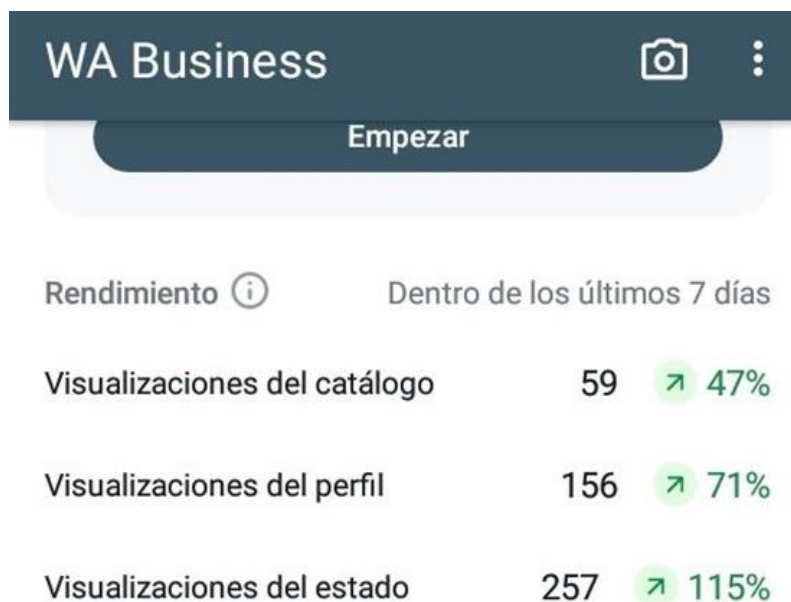 WA Business
Empezar
Rendimiento Dentro de los últimos 7 días
Visualizaciones del catálogo 59 47%
Visualizaciones del perfil 156 71%
Visualizaciones del estado 257 115%